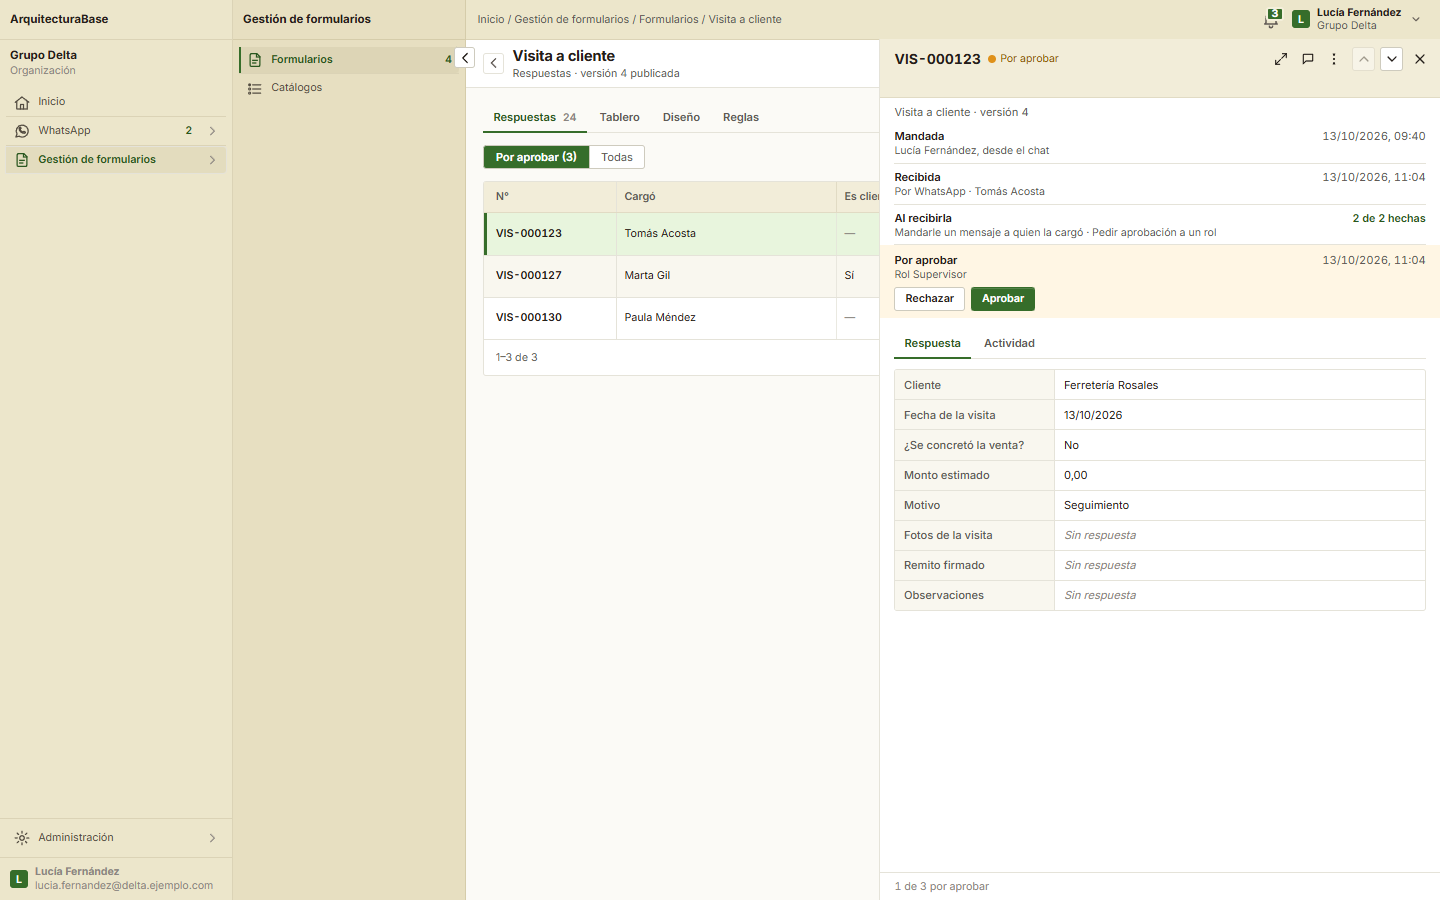 ArquitecturaBase
Grupo Delta
Organización
Inicio
WhatsApp 2
Gestión de formularios
Administración
L
Lucía Fernández
lucia.fernandez@delta.ejemplo.com
Gestión de formularios
Formularios 4
Catálogos
Inicio / Gestión de formularios / Formularios / Visita a cliente
3
L
Lucía Fernández
Grupo Delta
Visita a cliente
Respuestas · versión 4 publicada
Respuestas 24 Tablero Diseño Reglas
Por aprobar (3) Todas
N° Cargó Es clie
VIS-000123 Tomás Acosta —
VIS-000127 Marta Gil Sí
VIS-000130 Paula Méndez —
1–3 de 3
VIS-000123 Por aprobar
Visita a cliente · versión 4
Mandada 13/10/2026, 09:40
Lucía Fernández, desde el chat
Recibida 13/10/2026, 11:04
Por WhatsApp · Tomás Acosta
Al recibirla 2 de 2 hechas
Mandarle un mensaje a quien la cargó · Pedir aprobación a un rol
Por aprobar 13/10/2026, 11:04
Rol Supervisor
Rechazar Aprobar
Respuesta Actividad
Cliente Ferretería Rosales
Fecha de la visita 13/10/2026
¿Se concretó la venta? No
Monto estimado 0,00
Motivo Seguimiento
Fotos de la visita Sin respuesta
Remito firmado Sin respuesta
Observaciones Sin respuesta
1 de 3 por aprobar